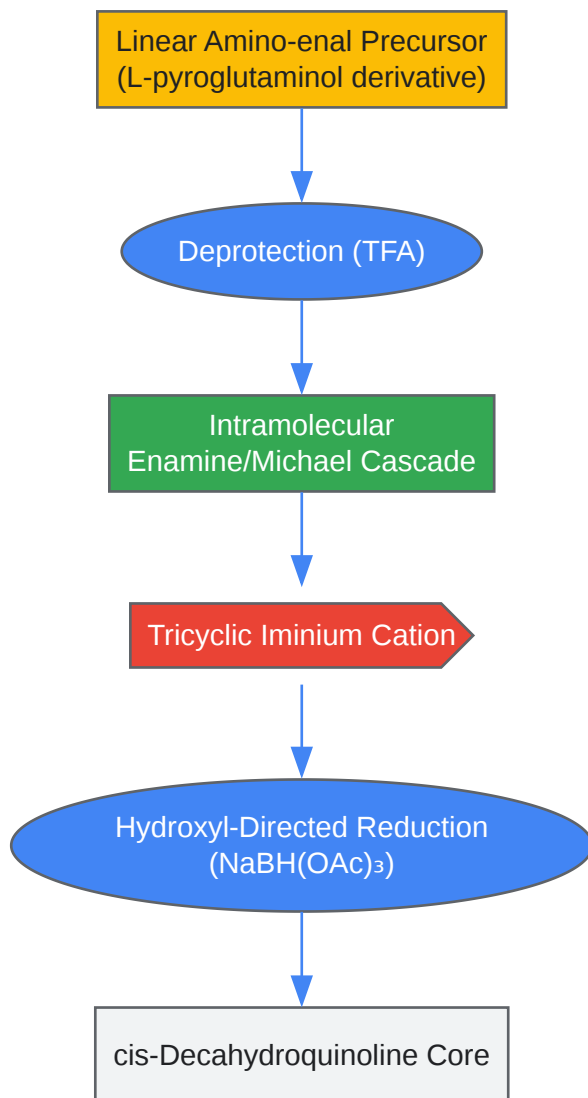 Linear Amino-enal Precursor
(L-pyroglutaminol derivative)
Deprotection (TFA)
Intramolecular
Enamine/Michael Cascade
Tricyclic Iminium Cation
Hydroxyl-Directed Reduction
(NaBH(OAc)₃)
cis-Decahydroquinoline Core